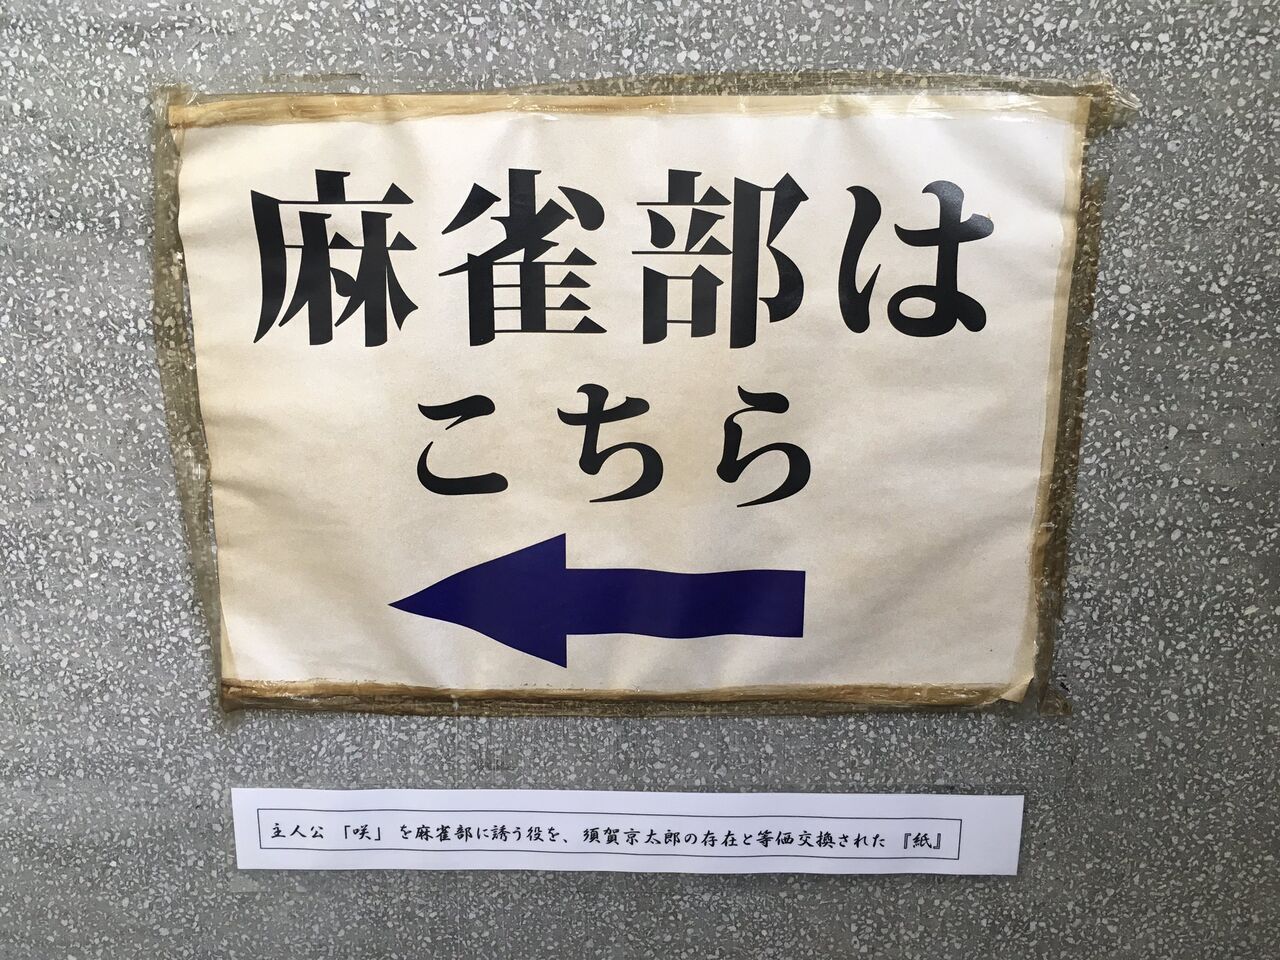 麻雀部は
こちら
主人公「咲」を麻雀部に誘う役を、須賀京太郎の存在と等価交換された『紙』